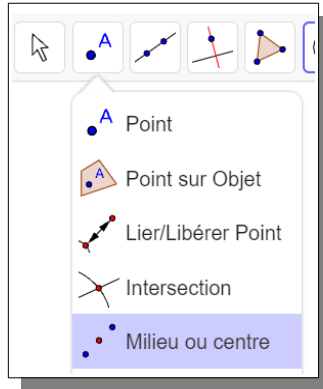 A
Point
A
Point sur Objet
Lier/Libérer Point
Intersection
Milieu ou centre